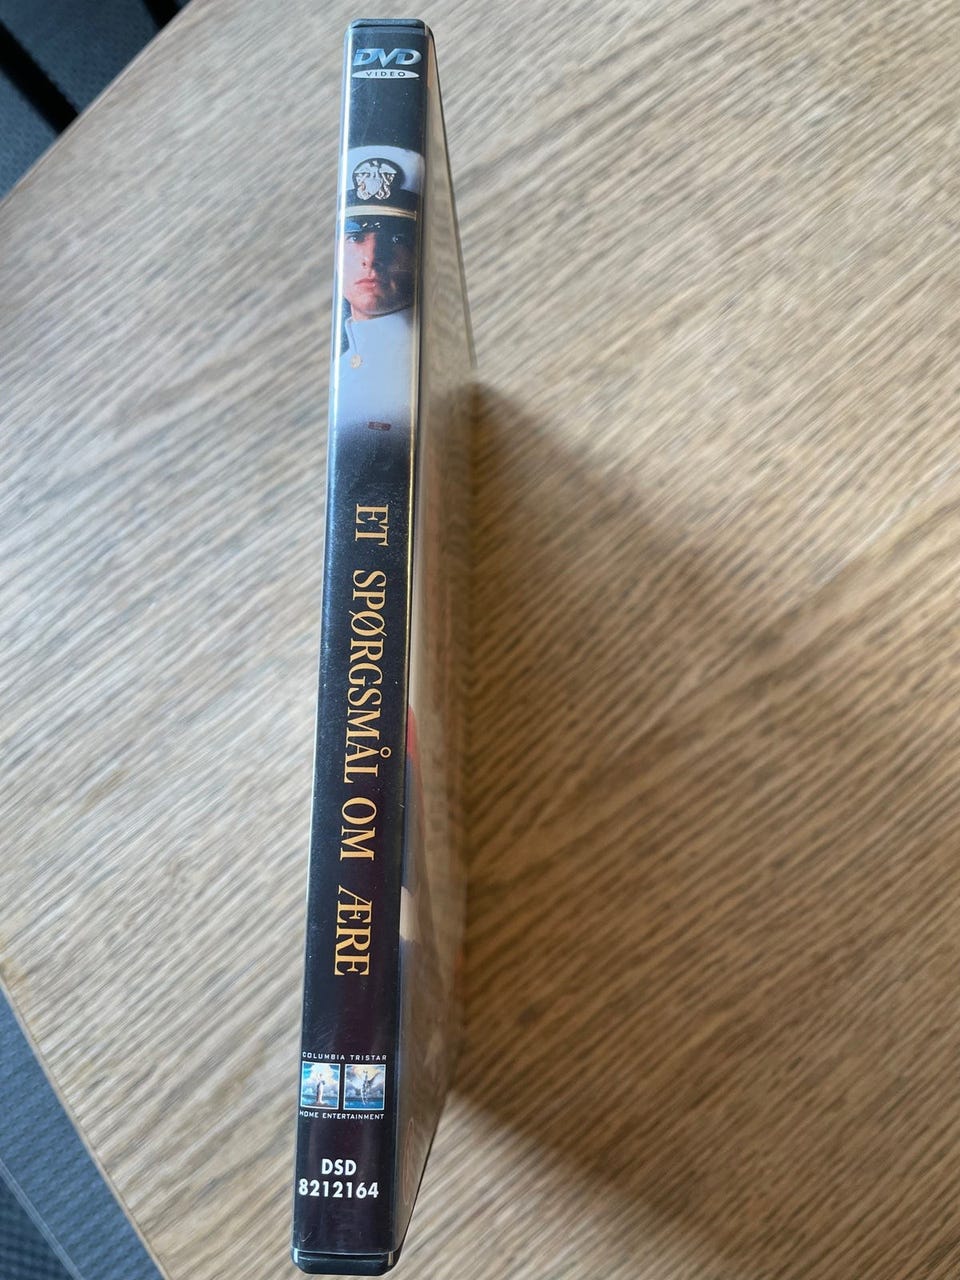 DVD
VIDEO
ET SPØRGSMÅL OM ÆRE
COLUMBIA TRISTAR
HOME ENTERTAINMENT
DSD
8212164